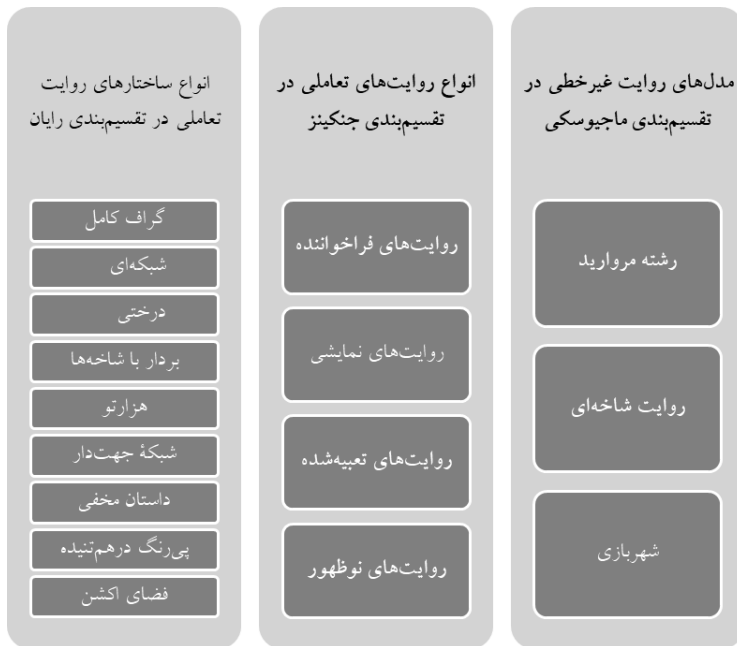 مدل‌های روایت غیرخطی در
تقسیم‌بندی ماجیوسکی
رشته مروارید
روایت شاخه‌ای
شهربازی
انواع روایت‌های تعاملی در
تقسیم‌بندی جنکینز
روایت‌های فراخواننده
روایت‌های نمایشی
روایت‌های تعبیه‌شده
روایت‌های نوظهور
انواع ساختارهای روایت
تعاملی در تقسیم‌بندی رایان
گراف کامل
شبکه‌ای
درختی
بردار با شاخه‌ها
هزارتو
شبکهٔ جهت‌دار
داستان مخفی
پی‌رنگ درهم‌تنیده
فضای اکشن